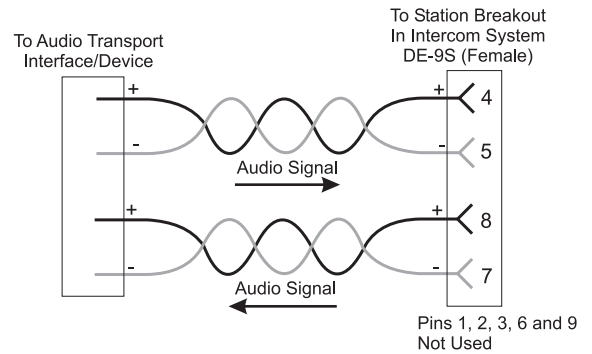 To Audio Transport
Interface/Device
To Station Breakout
In Intercom System
DE-9S (Female)
+
+
4
-
-
5
Audio Signal
+
+
8
-
-
7
Audio Signal
Pins 1, 2, 3, 6 and 9
Not Used